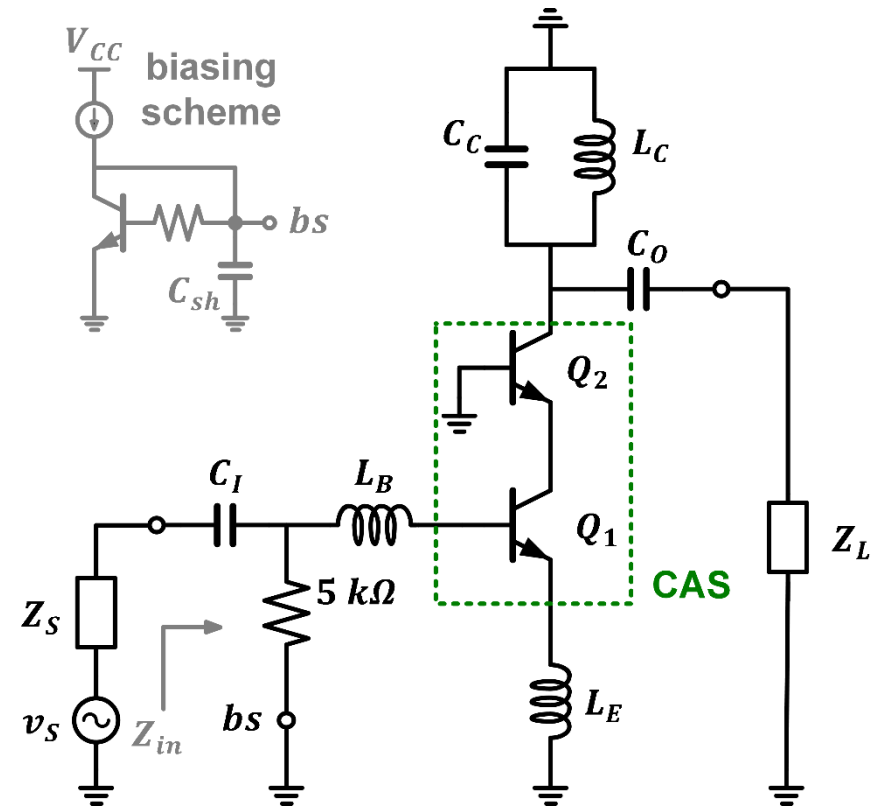 V_CC
biasing
scheme
bs
C_sh
C_C
L_C
C_O
Q_2
C_I
L_B
Q_1
Z_L
CAS
5 kΩ
Z_S
L_E
v_S
Z_in
bs